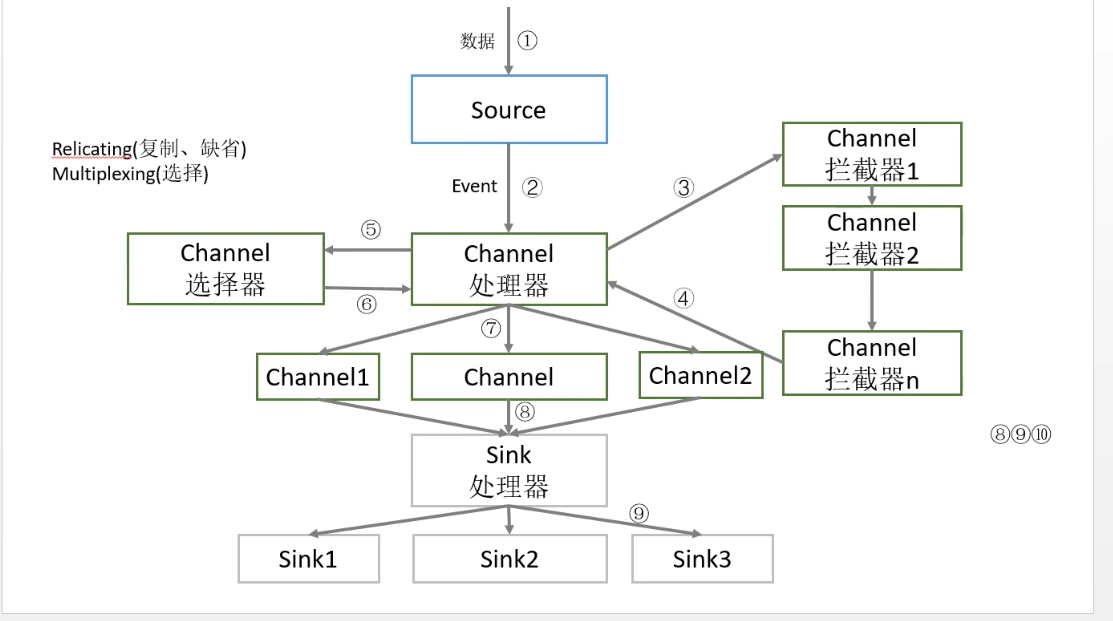 数据 ①
Source
Relicating(复制、缺省)
Multiplexing(选择)
Event ②
③
Channel
拦截器1
Channel
拦截器2
⑤
Channel
选择器
⑥
Channel
处理器
④
Channel
拦截器n
⑦
Channel1
Channel
Channel2
⑧
⑧⑨⑩
Sink
处理器
⑨
Sink1
Sink2
Sink3